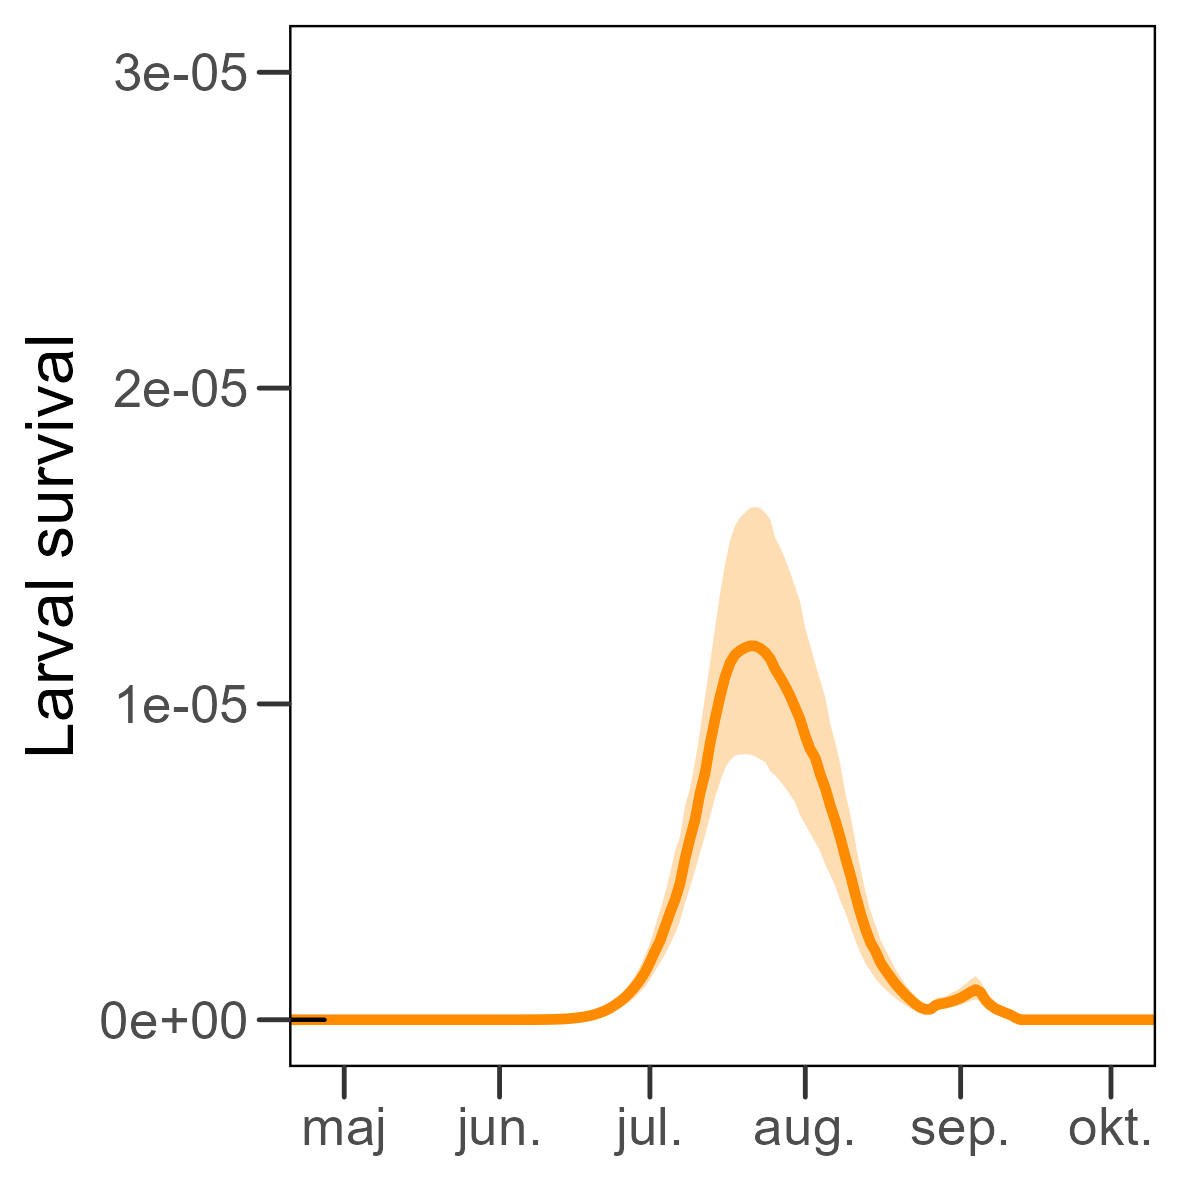 Larval survival
3e-05
2e-05
1e-05
0e+00
maj jun. jul. aug. sep. okt.